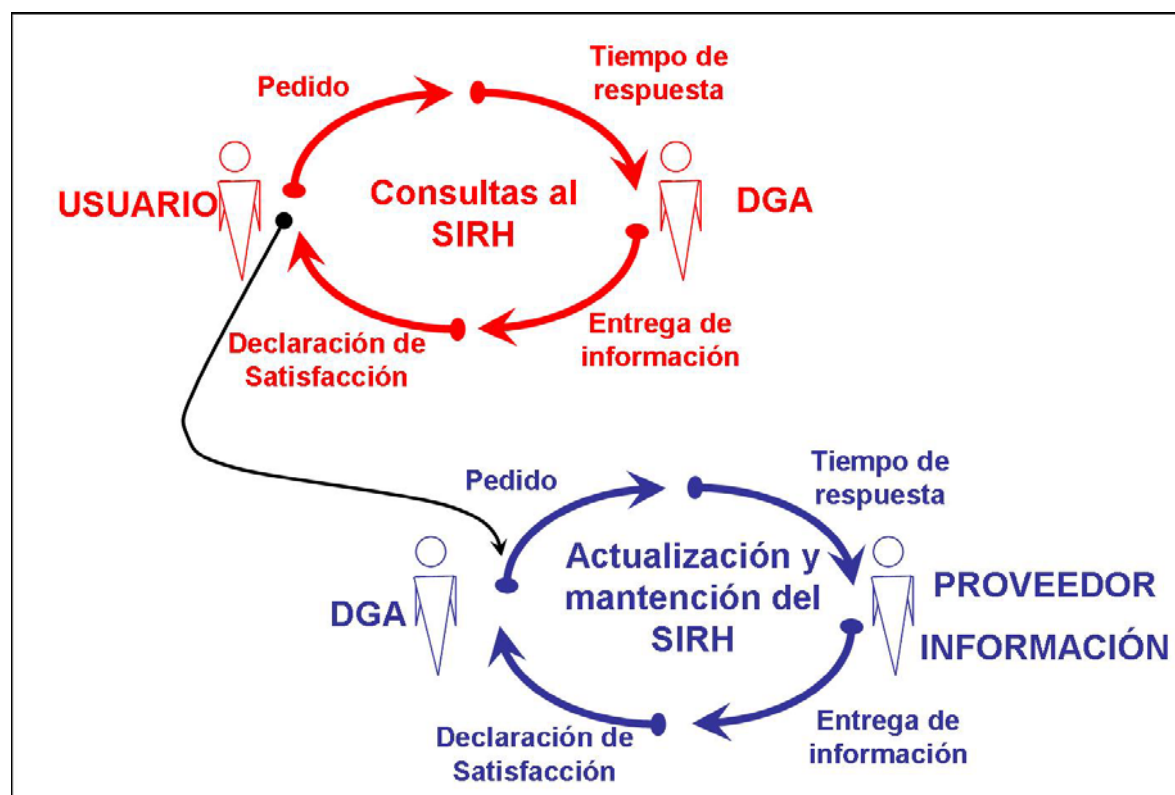 Pedido
Tiempo de
respuesta
USUARIO
Consultas al
SIRH
DGA
Declaración de
Satisfacción
Entrega de
información
Pedido
Tiempo de
respuesta
DGA
Actualización y
mantención del
SIRH
PROVEEDOR
INFORMACIÓN
Declaración de
Satisfacción
Entrega de
información